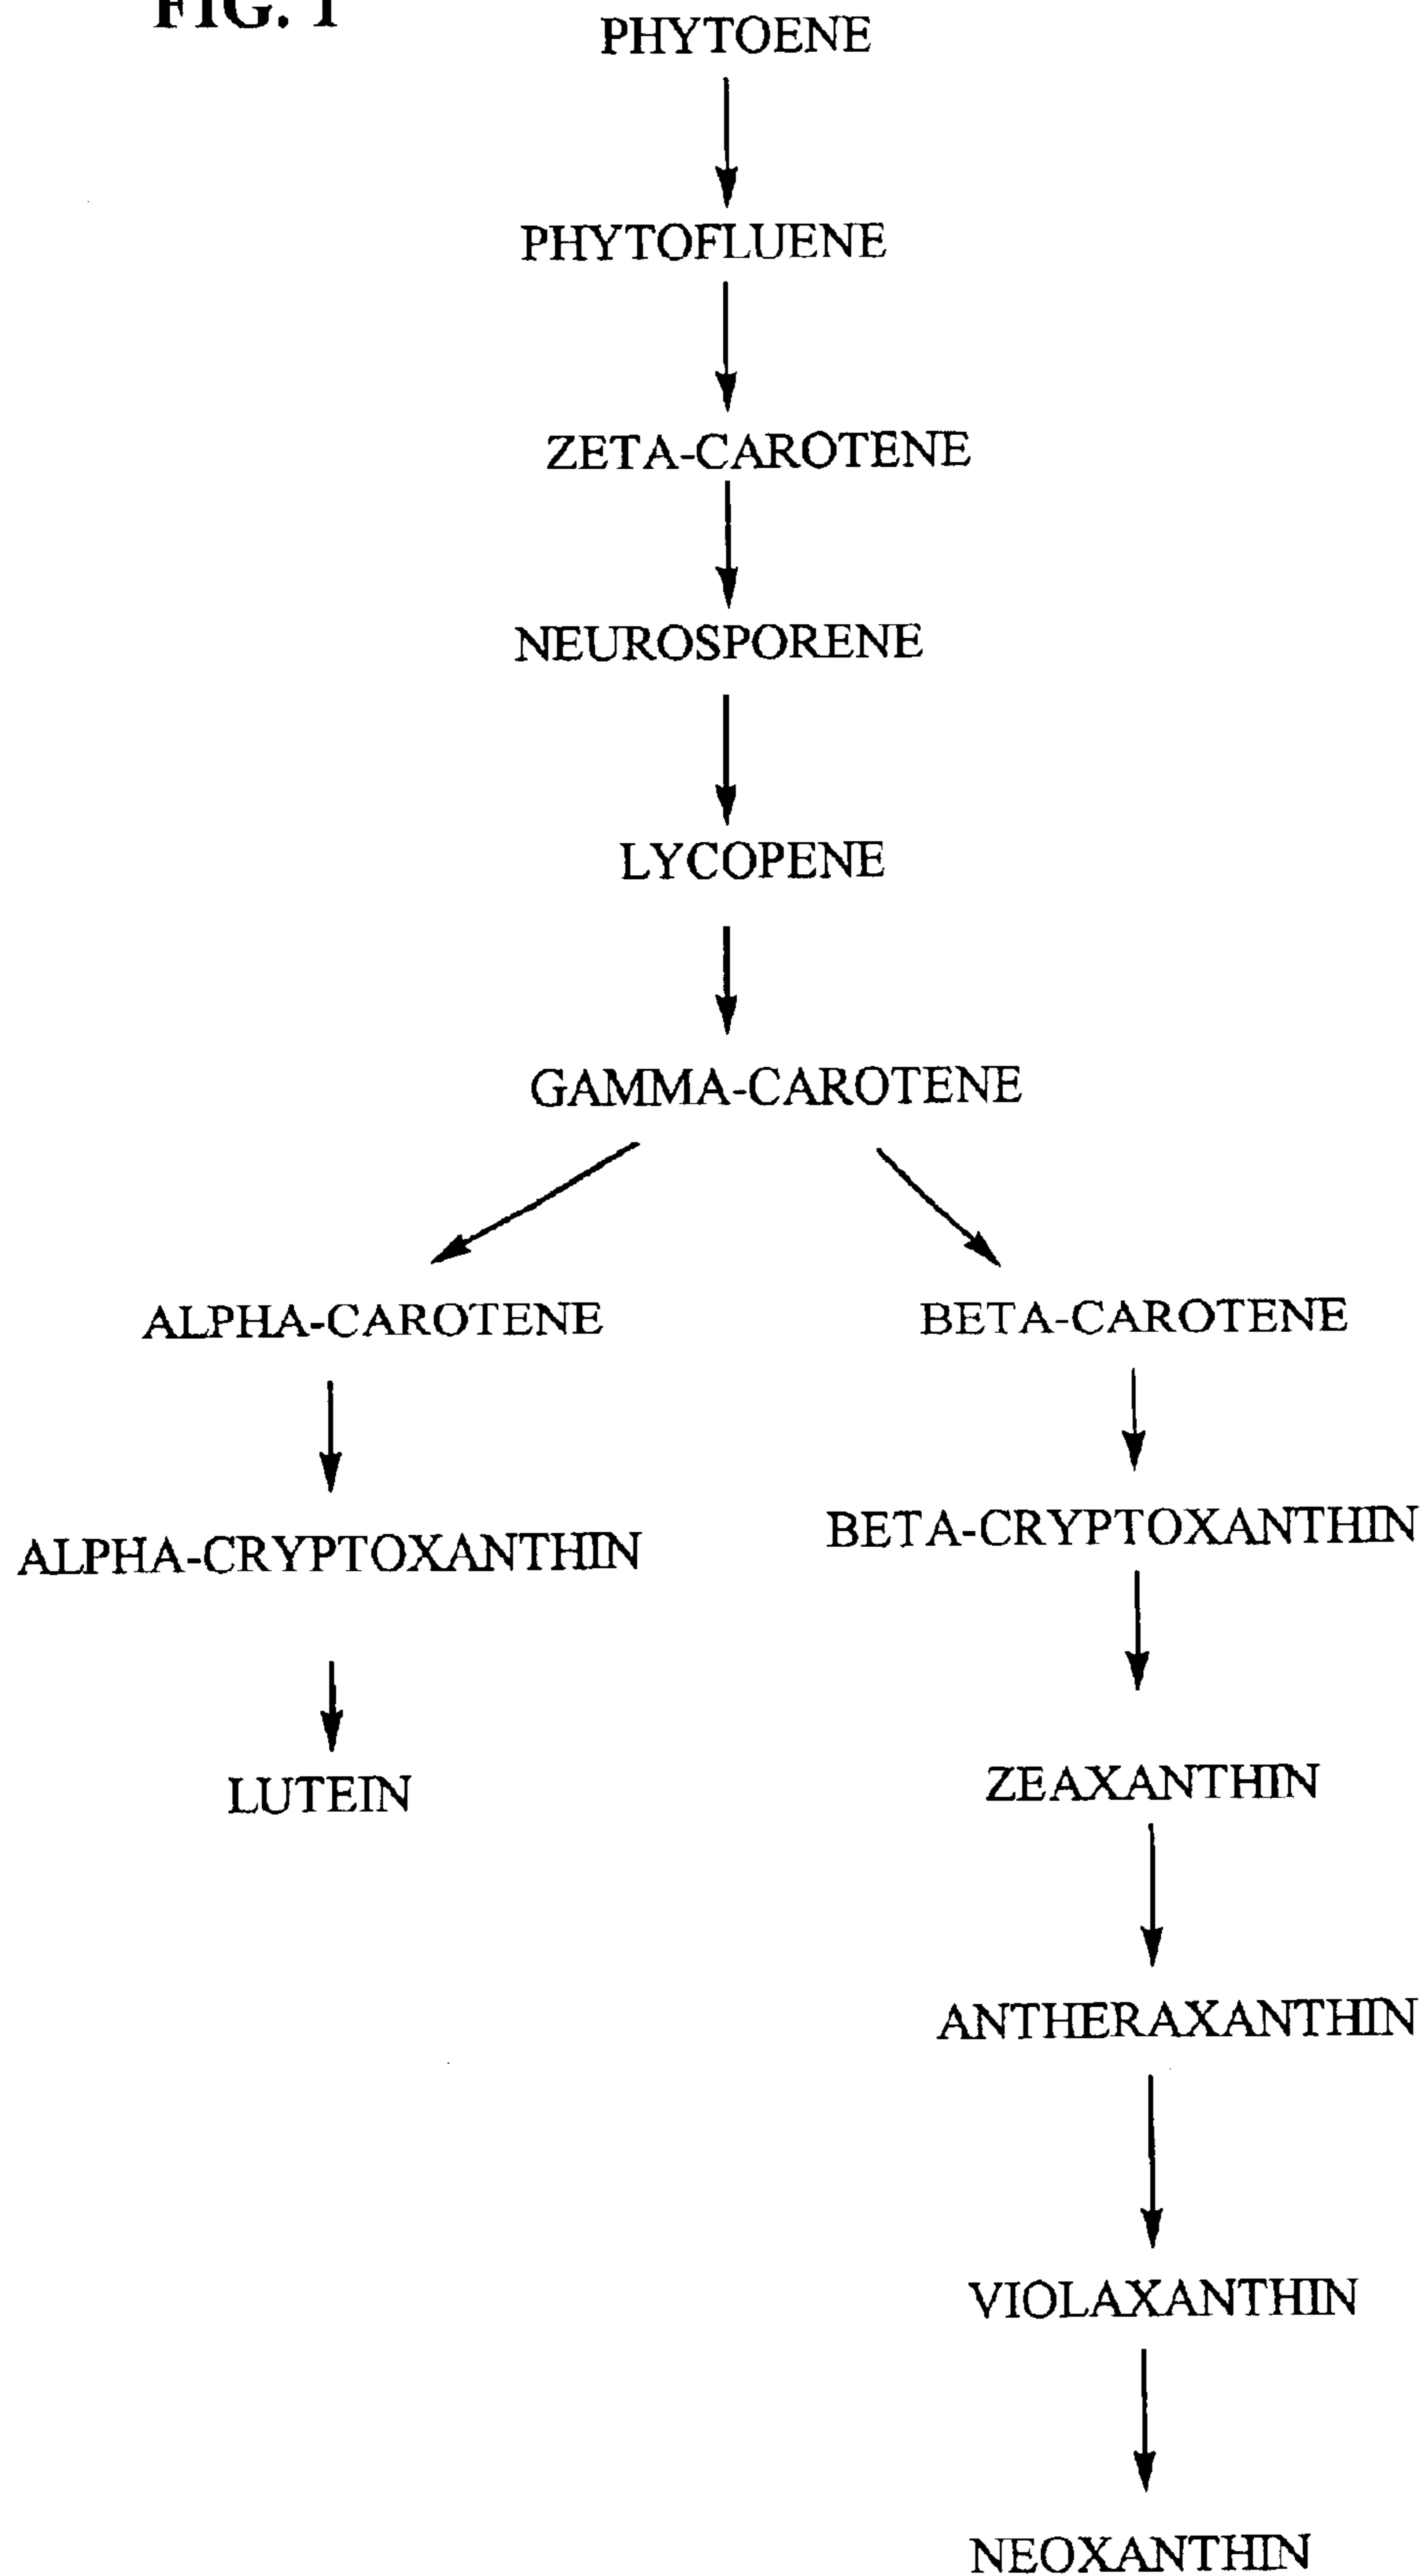 FIG. 1
PHYTOENE
PHYTOFLUENE
ZETA-CAROTENE
NEUROSPORENE
LYCOPENE
GAMMA-CAROTENE
ALPHA-CAROTENE
BETA-CAROTENE
ALPHA-CRYPTOXANTHIN
BETA-CRYPTOXANTHIN
LUTEIN
ZEAXANTHIN
ANTHERAXANTHIN
VIOLAXANTHIN
NEOXANTHIN